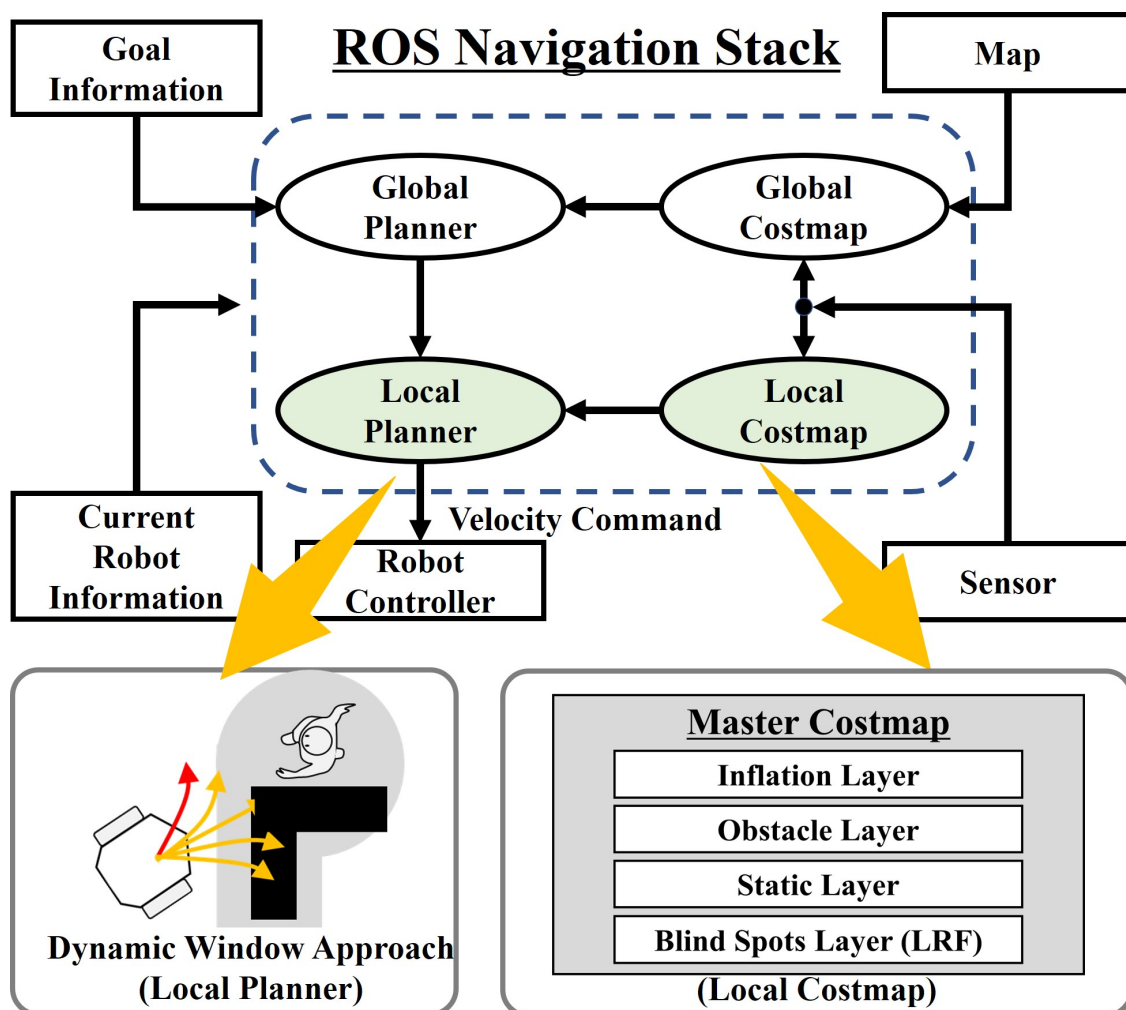 ROS Navigation Stack
Goal
Information
Map
Global
Planner
Global
Costmap
Local
Planner
Local
Costmap
Current
Robot
Information
Velocity Command
Robot
Controller
Sensor
Dynamic Window Approach
(Local Planner)
Master Costmap
Inflation Layer
Obstacle Layer
Static Layer
Blind Spots Layer (LRF)
(Local Costmap)